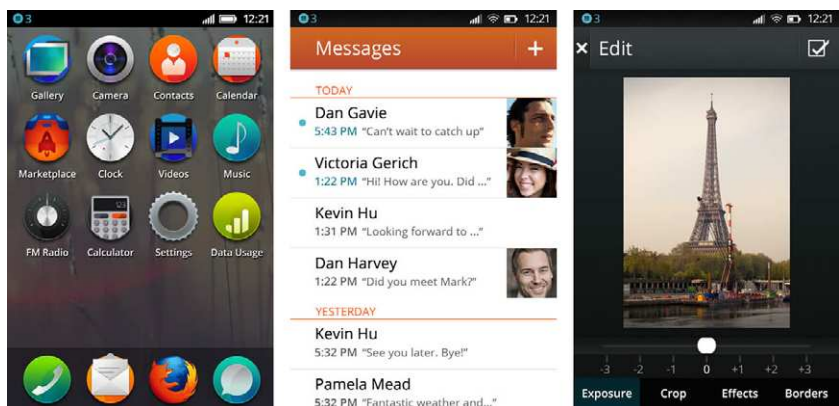 3 12:21
Gallery Camera Contacts Calendar
Marketplace Clock Videos Music
FM Radio Calculator Settings Data Usage
3 12:21
Messages +
TODAY
Dan Gavie
5:43 PM "Can't wait to catch up"
Victoria Gerich
1:22 PM "Hi! How are you. Did ..."
Kevin Hu
1:31 PM "Looking forward to ..."
Dan Harvey
1:22 PM "Did you meet Mark?"
YESTERDAY
Kevin Hu
5:32 PM "See you later. Bye!"
Pamela Mead
5:32 PM "Fantastic weather and..."
3 12:21
× Edit
-3 -2 -1 0 +1 +2 +3
Exposure Crop Effects Borders